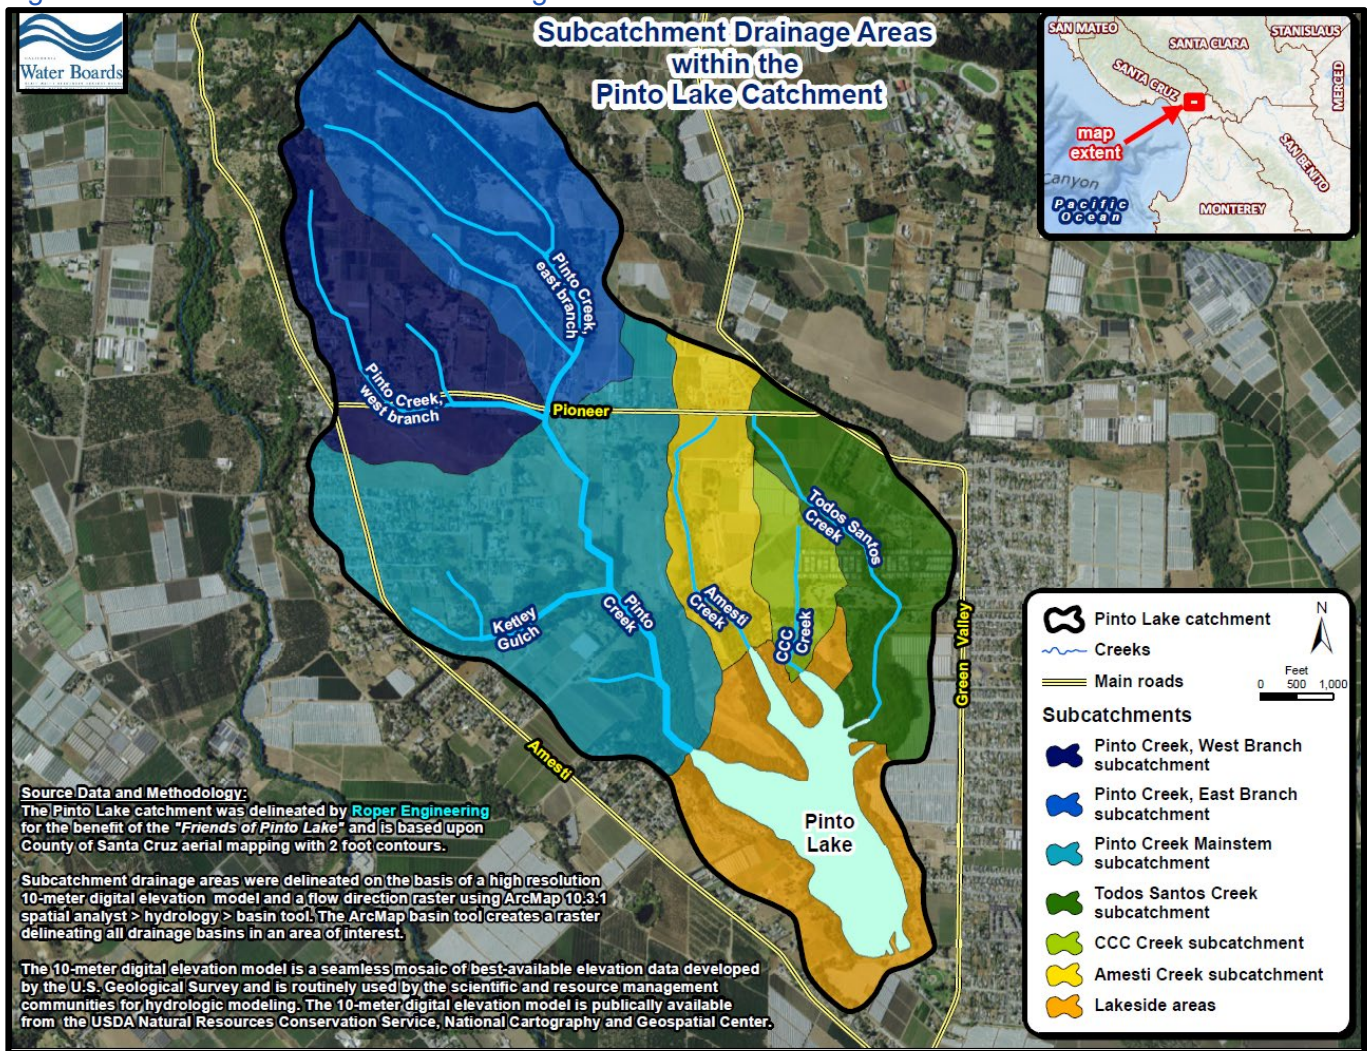 Subcatchment Drainage Areas
within the
Pinto Lake Catchment
Water Boards
SAN MATEO
SANTA CLARA
STANISLAUS
SANTA CRUZ
MERCED
map
extent
SAN BENITO
Canyon
Pacific
Ocean
MONTEREY
Pinto Creek,
east branch
Pinto Creek,
west branch
Pioneer
Todos Santos
Creek
Amesti
Creek
CCC
Creek
Pinto
Creek
Ketley
Gulch
Green Valley
Amesti
Pinto
Lake
Pinto Lake catchment
Creeks
Main roads
N
Feet
0 500 1,000
Subcatchments
Pinto Creek, West Branch
subcatchment
Pinto Creek, East Branch
subcatchment
Pinto Creek Mainstem
subcatchment
Todos Santos Creek
subcatchment
CCC Creek subcatchment
Amesti Creek subcatchment
Lakeside areas
Source Data and Methodology:
The Pinto Lake catchment was delineated by Roper Engineering
for the benefit of the "Friends of Pinto Lake" and is based upon
County of Santa Cruz aerial mapping with 2 foot contours.
Subcatchment drainage areas were delineated on the basis of a high resolution
10-meter digital elevation model and a flow direction raster using ArcMap 10.3.1
spatial analyst > hydrology > basin tool. The ArcMap basin tool creates a raster
delineating all drainage basins in an area of interest.
The 10-meter digital elevation model is a seamless mosaic of best-available elevation data developed
by the U.S. Geological Survey and is routinely used by the scientific and resource management
communities for hydrologic modeling. The 10-meter digital elevation model is publically available
from the USDA Natural Resources Conservation Service, National Cartography and Geospatial Center.